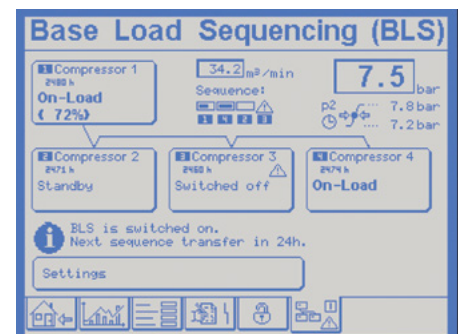 Base Load Sequencing (BLS)
1 Compressor 1
2480 h
On-Load
( 72%)
34.2 m³/min
Sequence:
1 4 2 3
7.5 bar
p2 7.8 bar
7.2 bar
2 Compressor 2
2471 h
Standby
3 Compressor 3
2460 h
Switched off
4 Compressor 4
2474 h
On-Load
BLS is switched on.
Next sequence transfer in 24h.
Settings